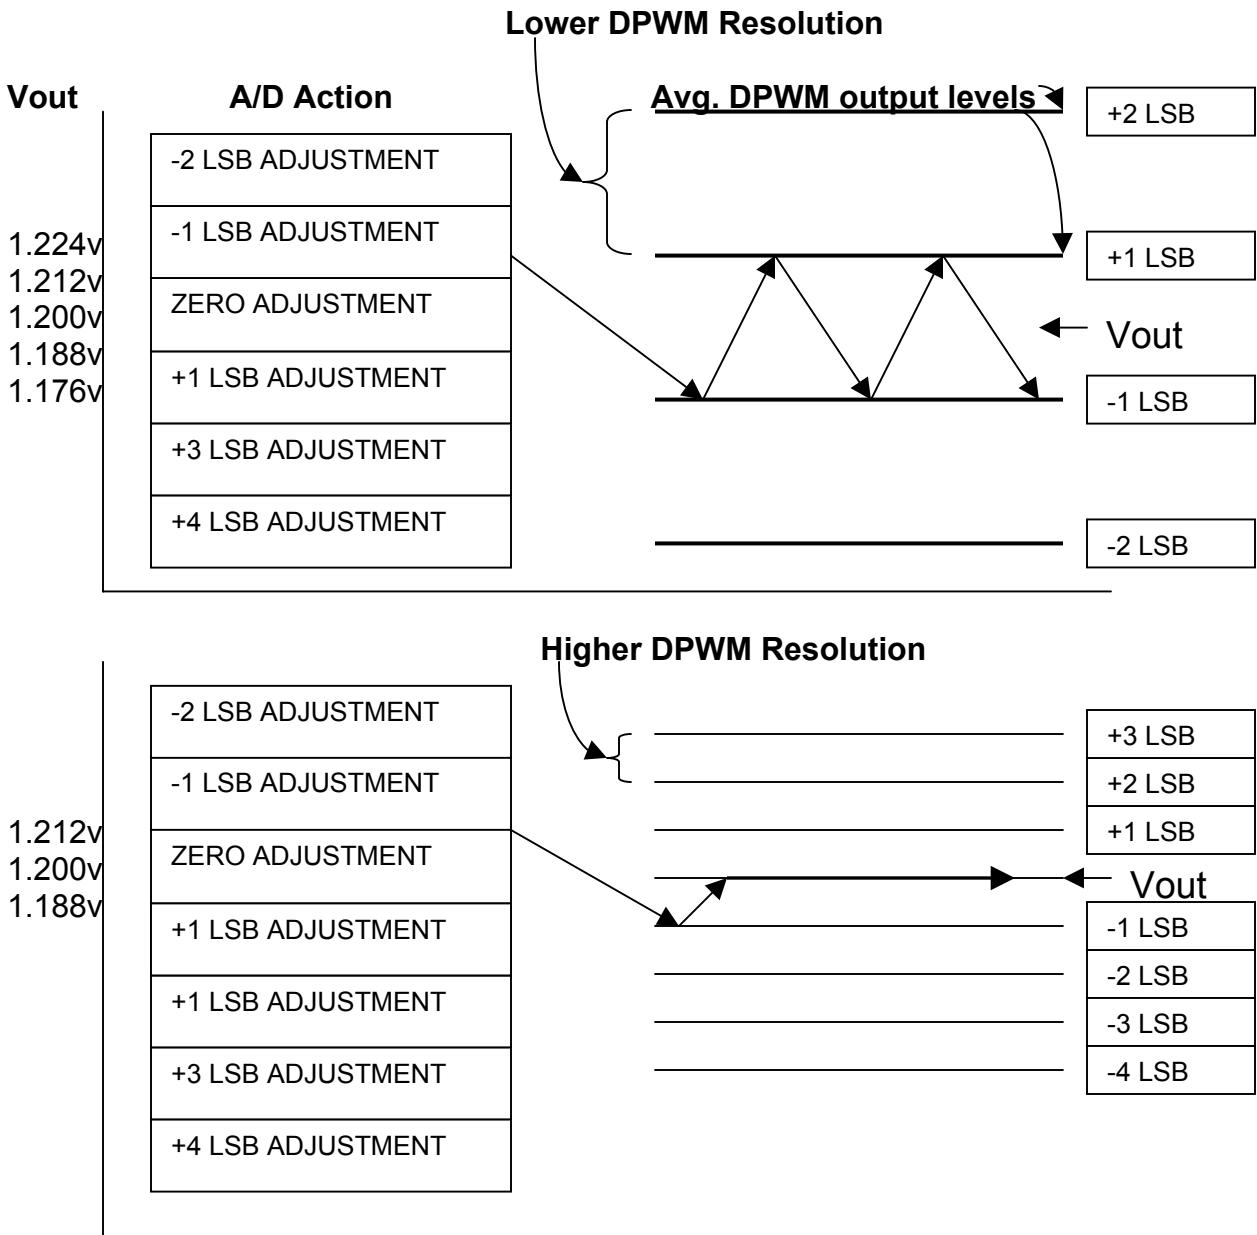 Lower DPWM Resolution
Vout
A/D Action
Avg. DPWM output levels
+2 LSB
-2 LSB ADJUSTMENT
-1 LSB ADJUSTMENT
1.224v
+1 LSB
1.212v
ZERO ADJUSTMENT
1.200v
Vout
1.188v
+1 LSB ADJUSTMENT
1.176v
-1 LSB
+3 LSB ADJUSTMENT
+4 LSB ADJUSTMENT
-2 LSB
Higher DPWM Resolution
-2 LSB ADJUSTMENT
+3 LSB
-1 LSB ADJUSTMENT
+2 LSB
1.212v
+1 LSB
ZERO ADJUSTMENT
1.200v
Vout
1.188v
+1 LSB ADJUSTMENT
-1 LSB
-2 LSB
+1 LSB ADJUSTMENT
-3 LSB
+3 LSB ADJUSTMENT
-4 LSB
+4 LSB ADJUSTMENT